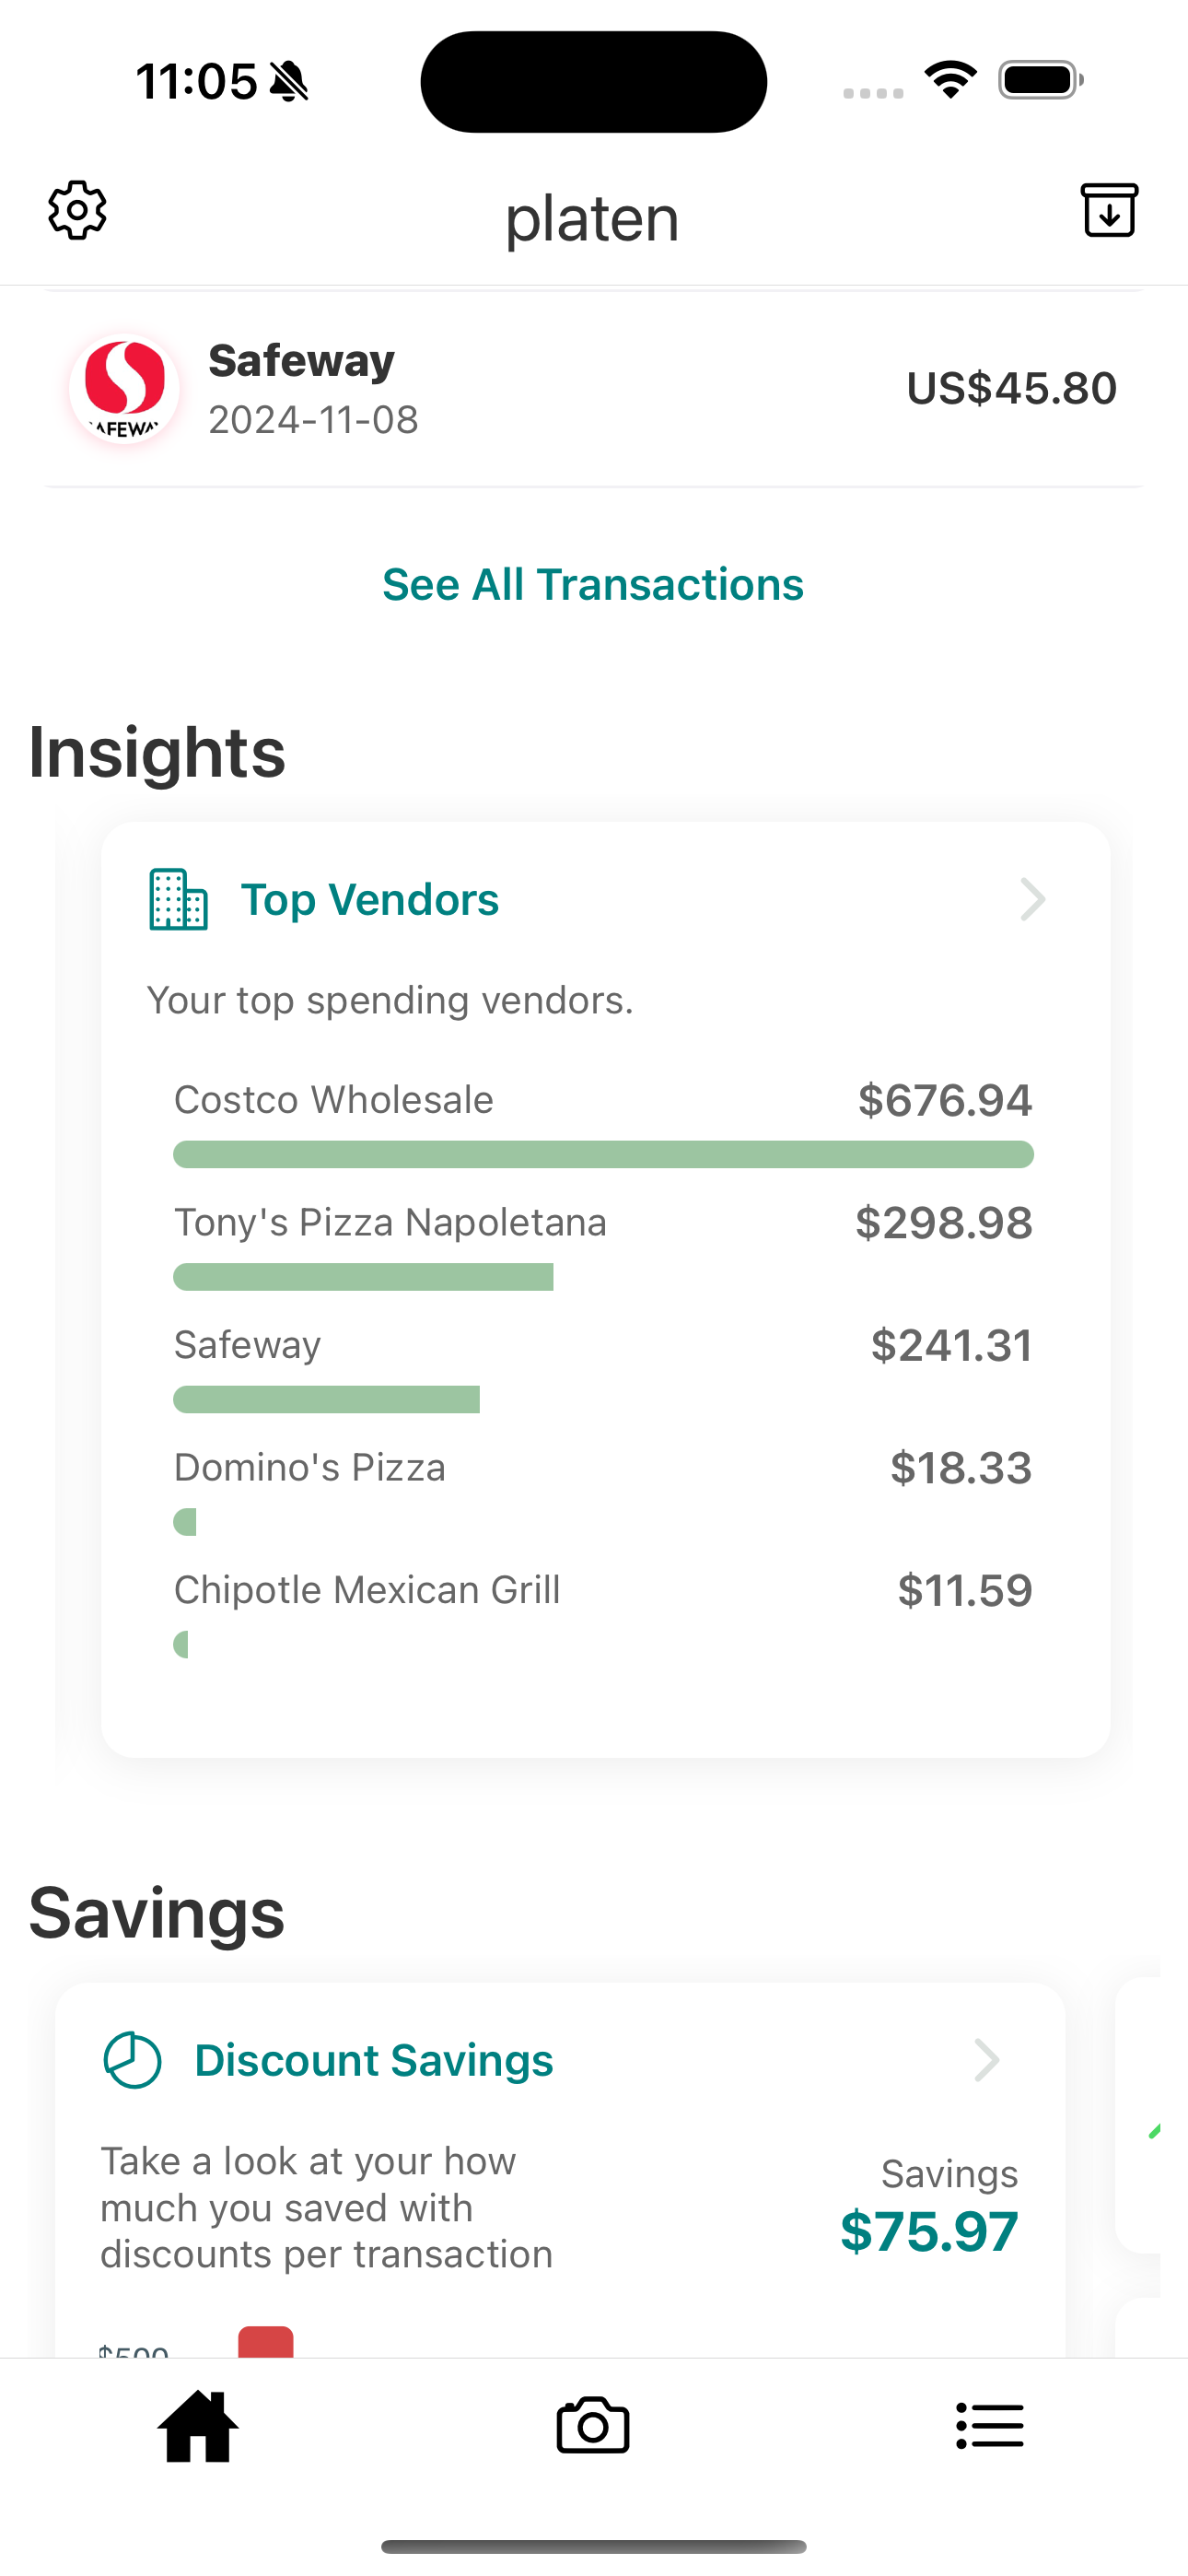 11:05
platen
Safeway
2024-11-08
US$45.80
See All Transactions
Insights
Top Vendors
Your top spending vendors.
Costco Wholesale $676.94
Tony's Pizza Napoletana $298.98
Safeway $241.31
Domino's Pizza $18.33
Chipotle Mexican Grill $11.59
Savings
Discount Savings
Take a look at your how
much you saved with
discounts per transaction
Savings
$75.97
$500